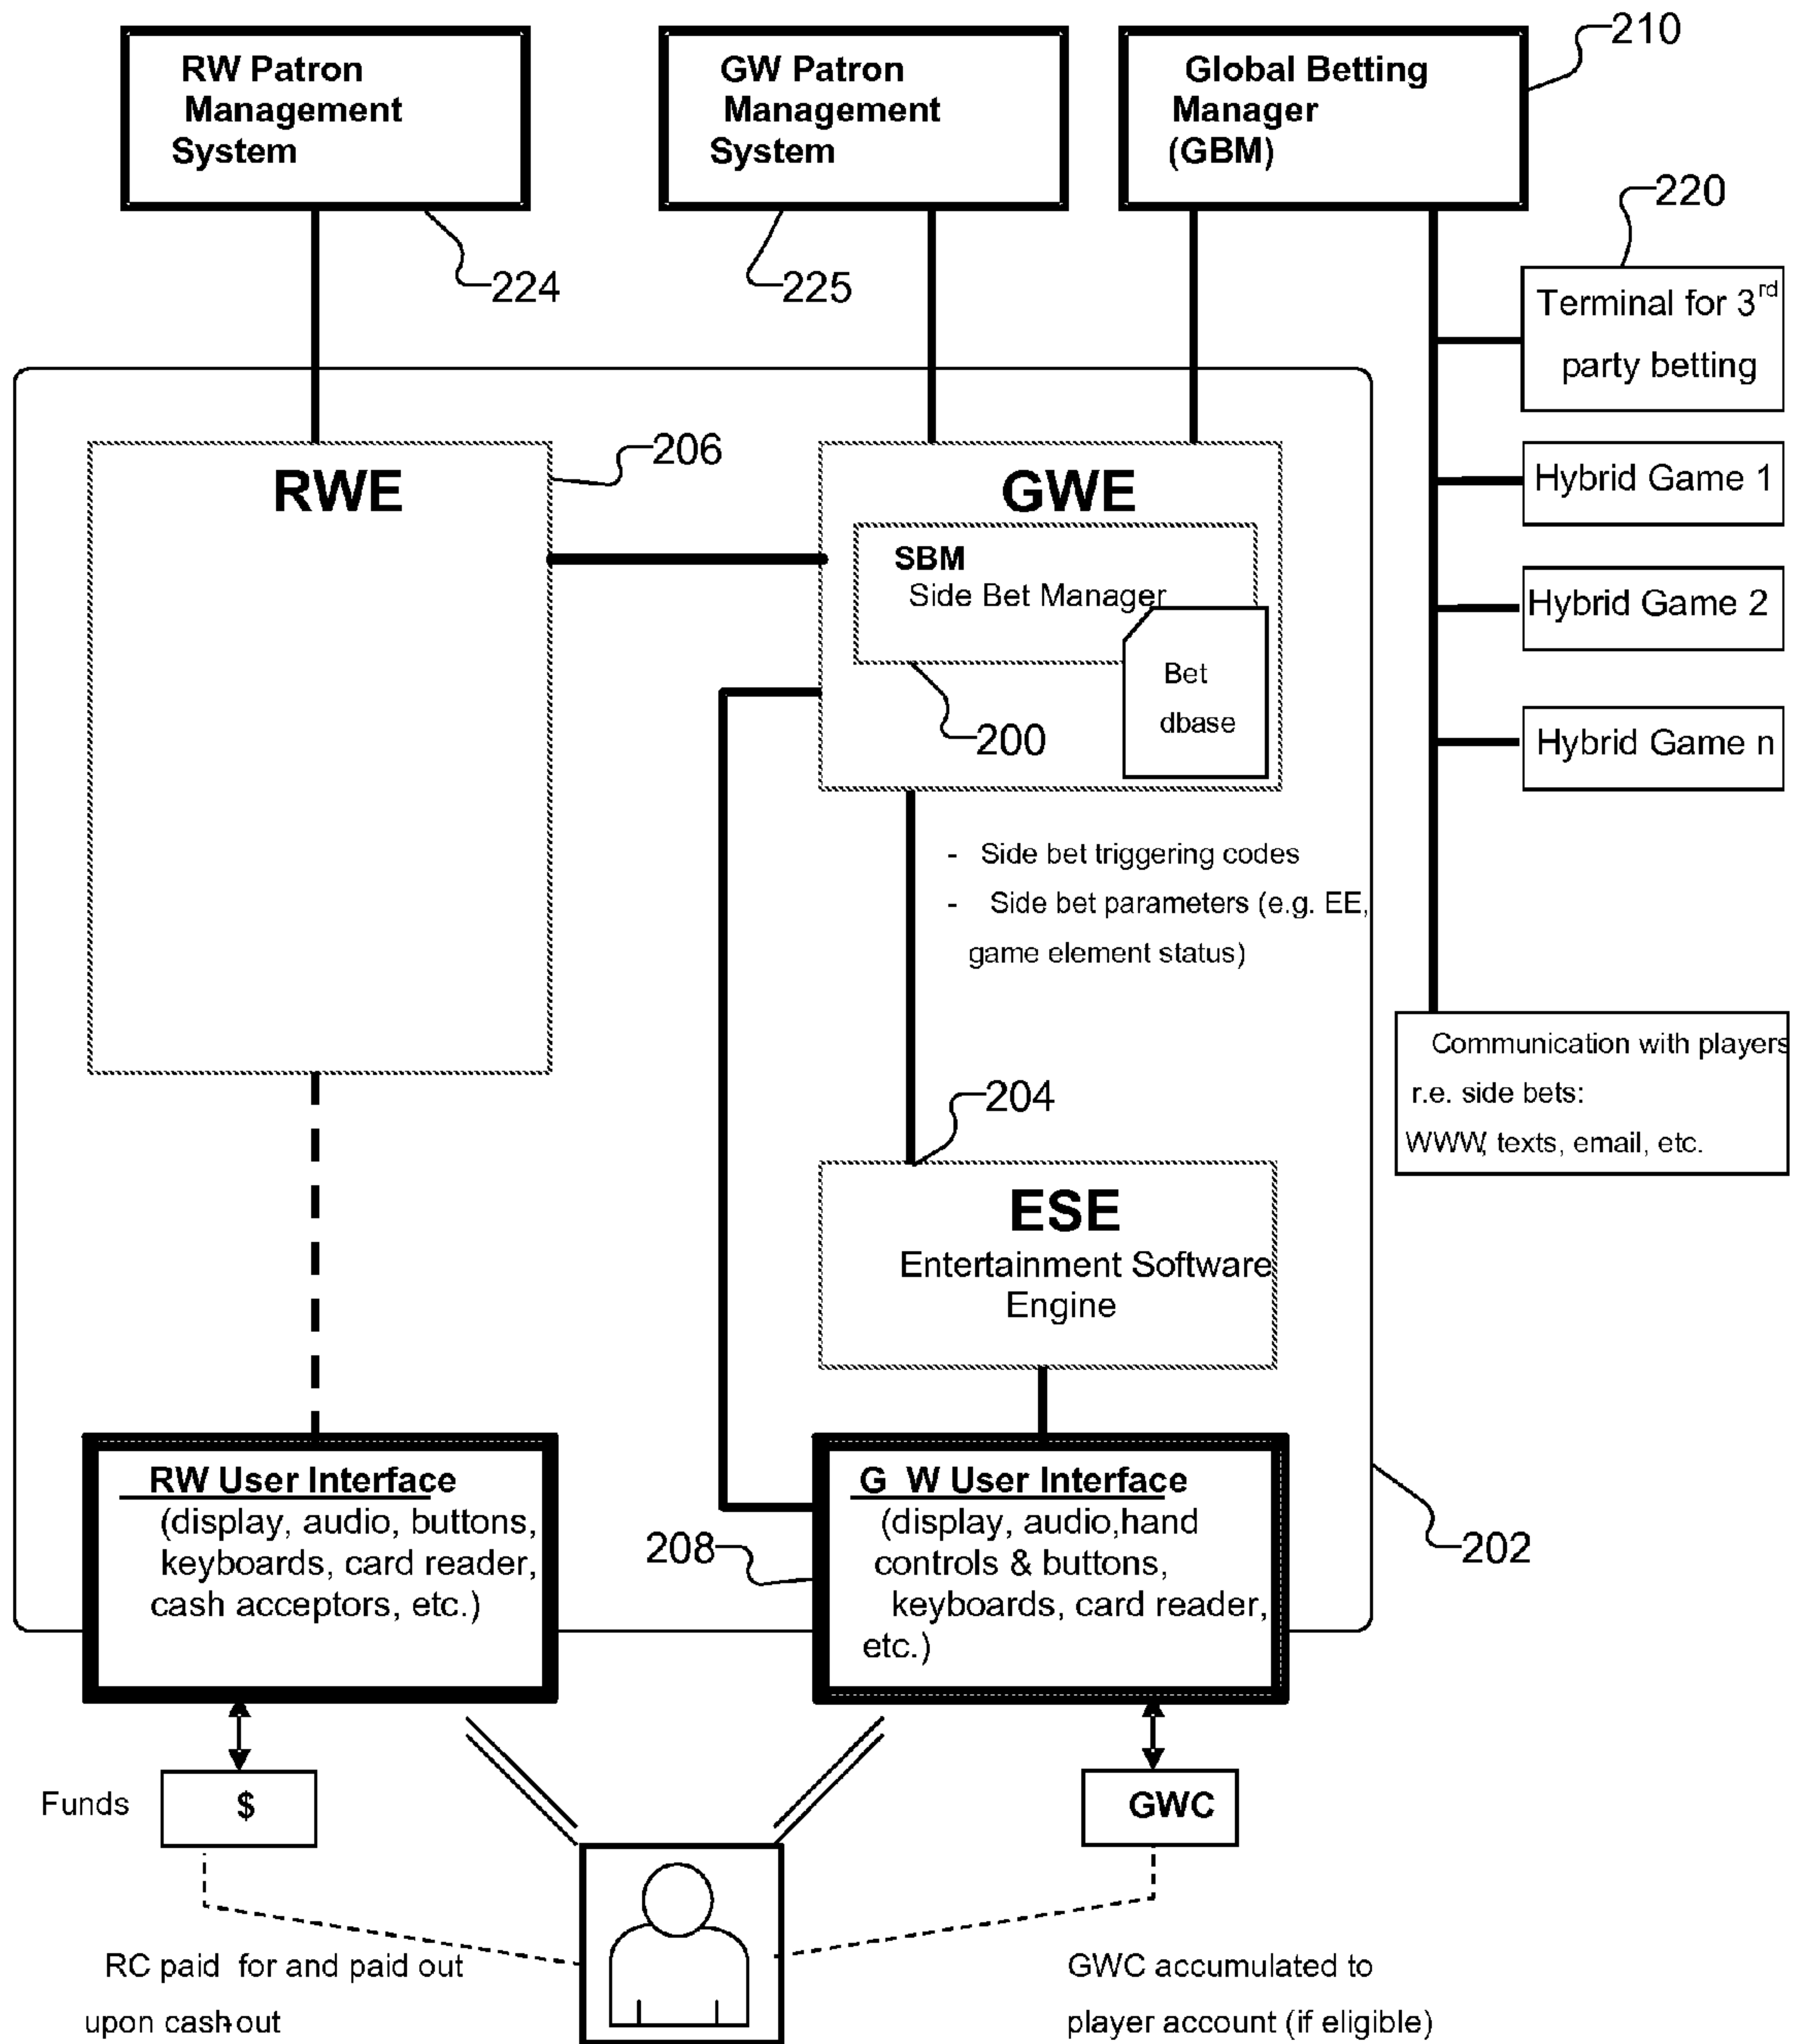 RW Patron
Management
System
GW Patron
Management
System
Global Betting
Manager
(GBM)
210
220
224
225
Terminal for 3rd
party betting
RWE
206
GWE
SBM
Side Bet Manager
Bet
dbase
200
Hybrid Game 1
Hybrid Game 2
Hybrid Game n
- Side bet triggering codes
- Side bet parameters (e.g. EE,
game element status)
Communication with players
r.e. side bets:
WWW, texts, email, etc.
204
ESE
Entertainment Software
Engine
RW User Interface
(display, audio, buttons,
keyboards, card reader,
cash acceptors, etc.)
208
G W User Interface
(display, audio,hand
controls & buttons,
keyboards, card reader,
etc.)
202
Funds
$
GWC
RC paid for and paid out
upon cash-out
GWC accumulated to
player account (if eligible)